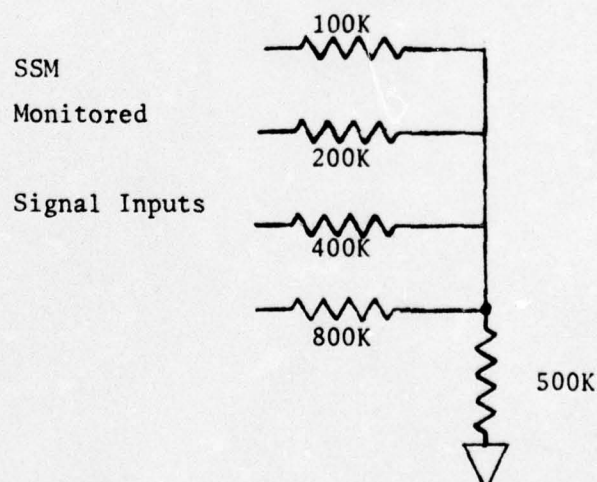 100K
SSM
Monitored
200K
Signal Inputs
400K
800K
500K